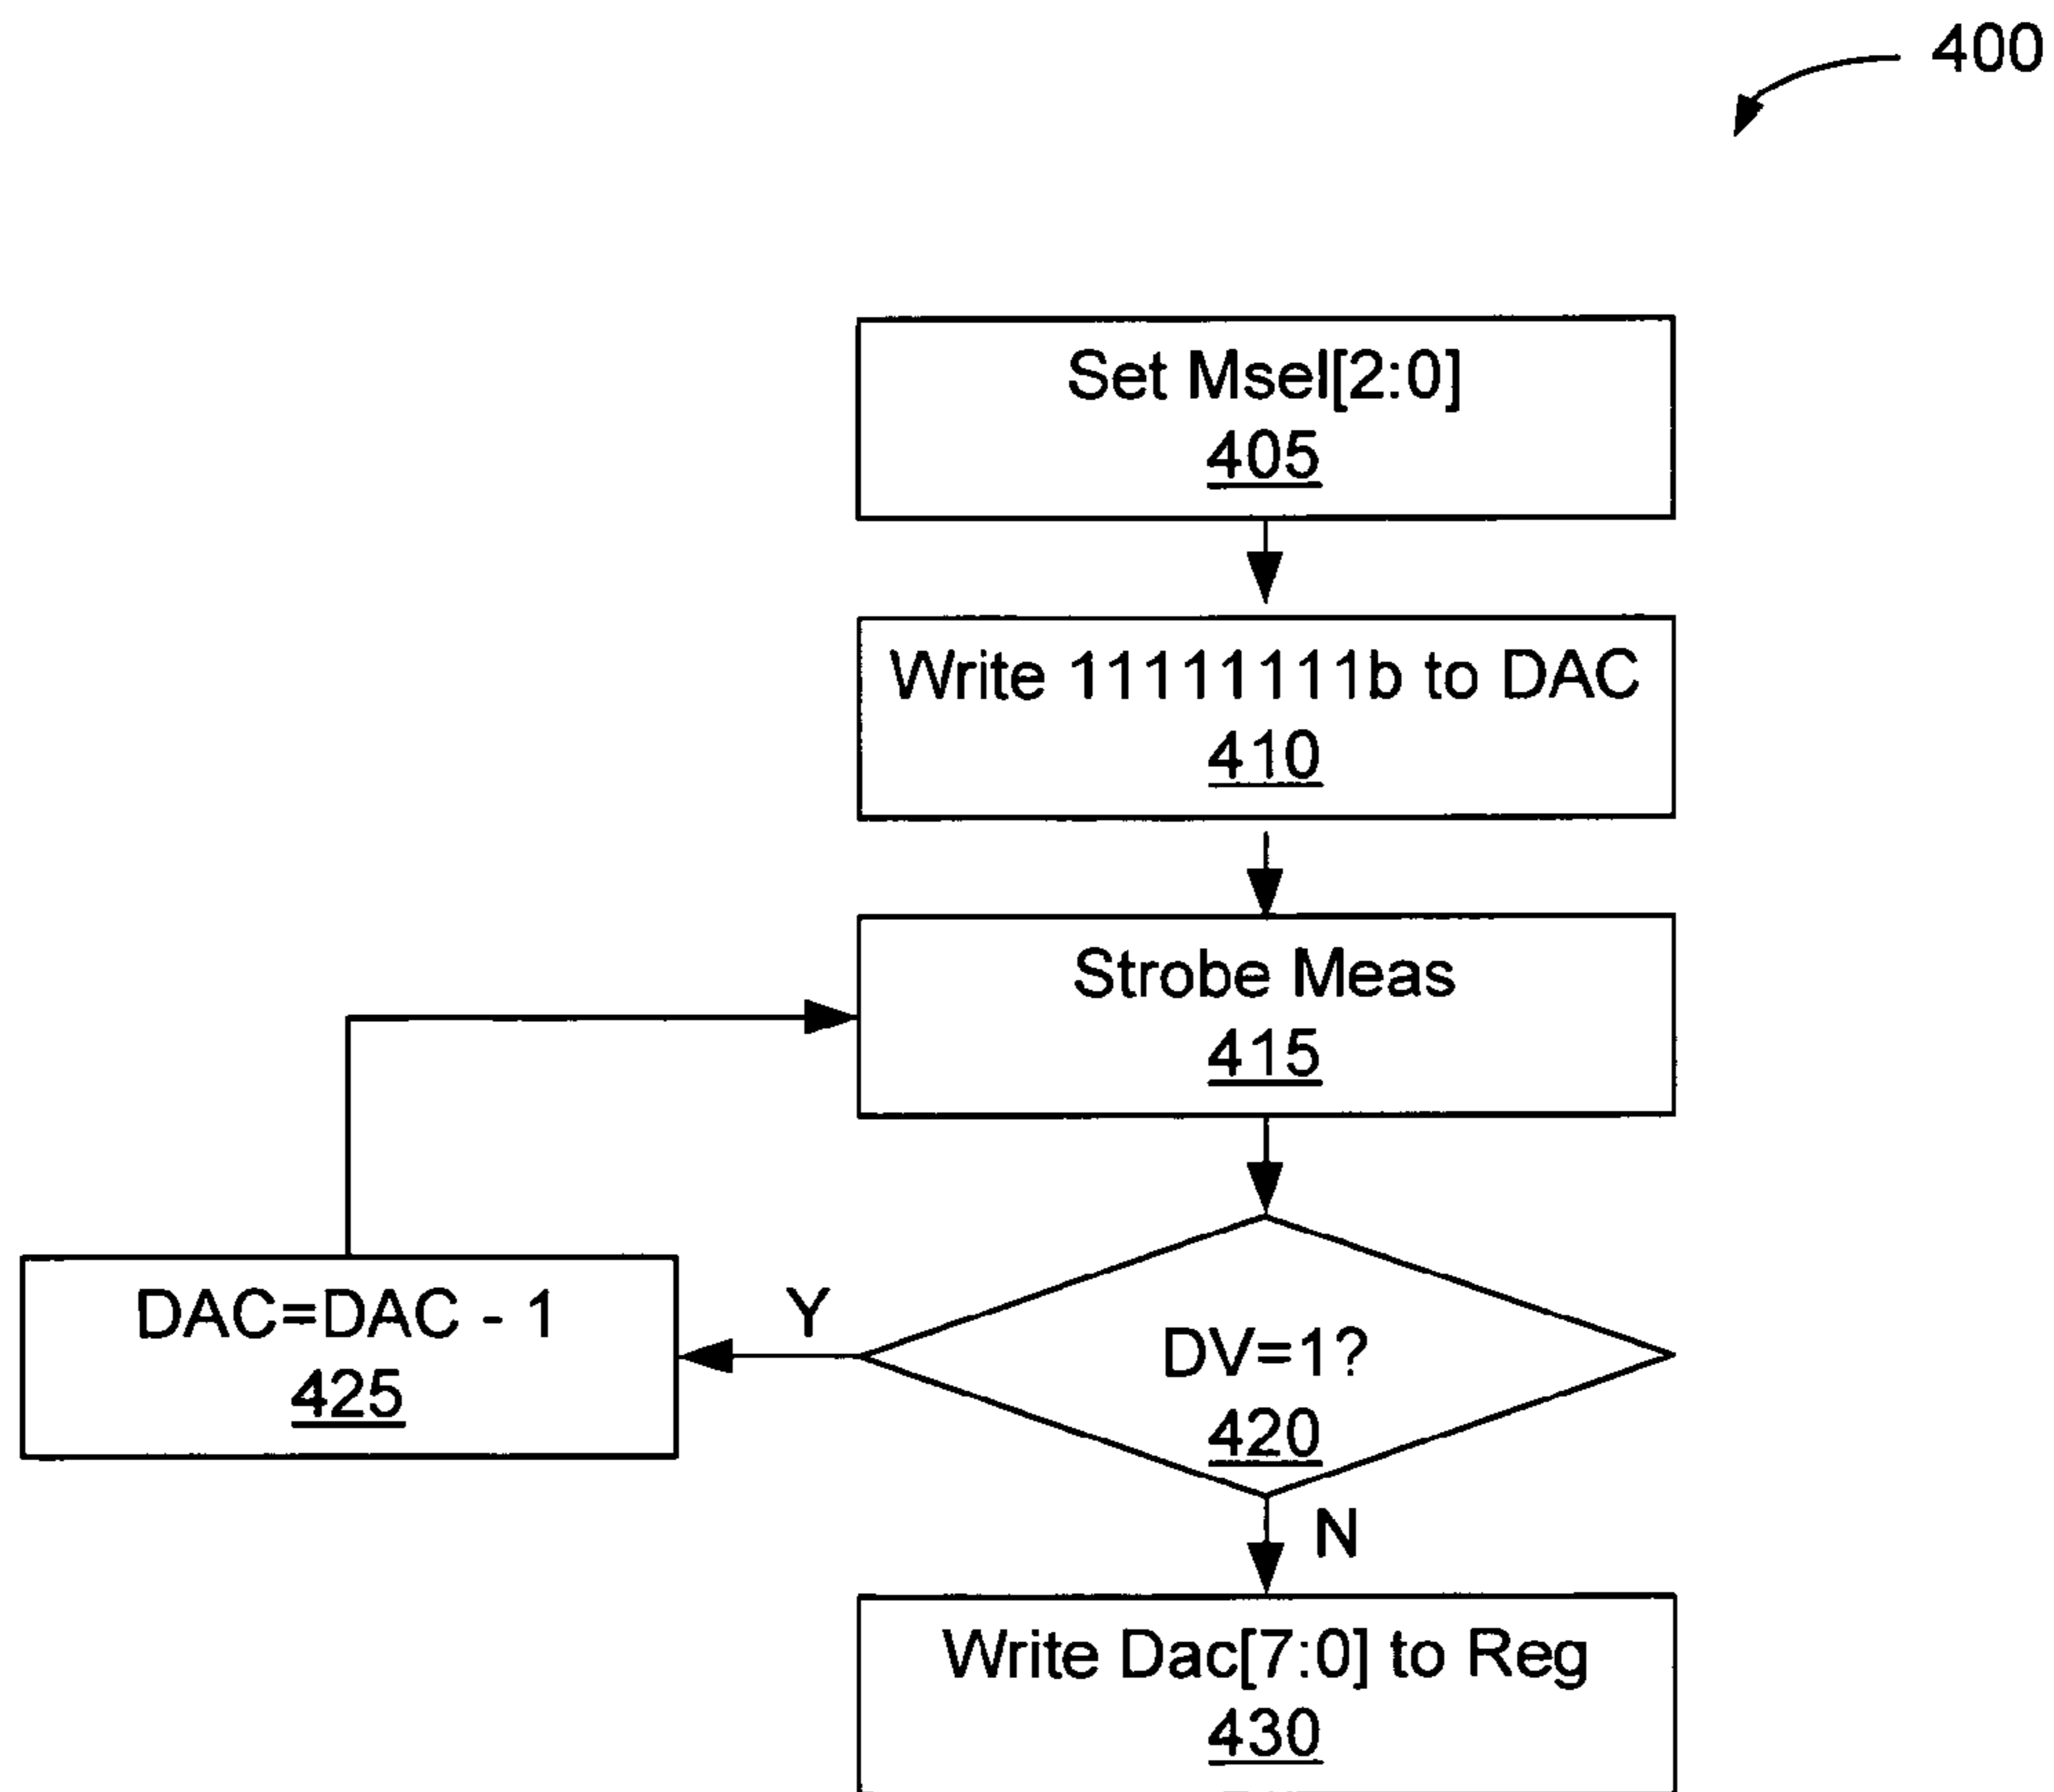 400
Set Msel[2:0]
405
Write 11111111b to DAC
410
Strobe Meas
415
DAC=DAC - 1
425
Y
DV=1?
420
N
Write Dac[7:0] to Reg
430